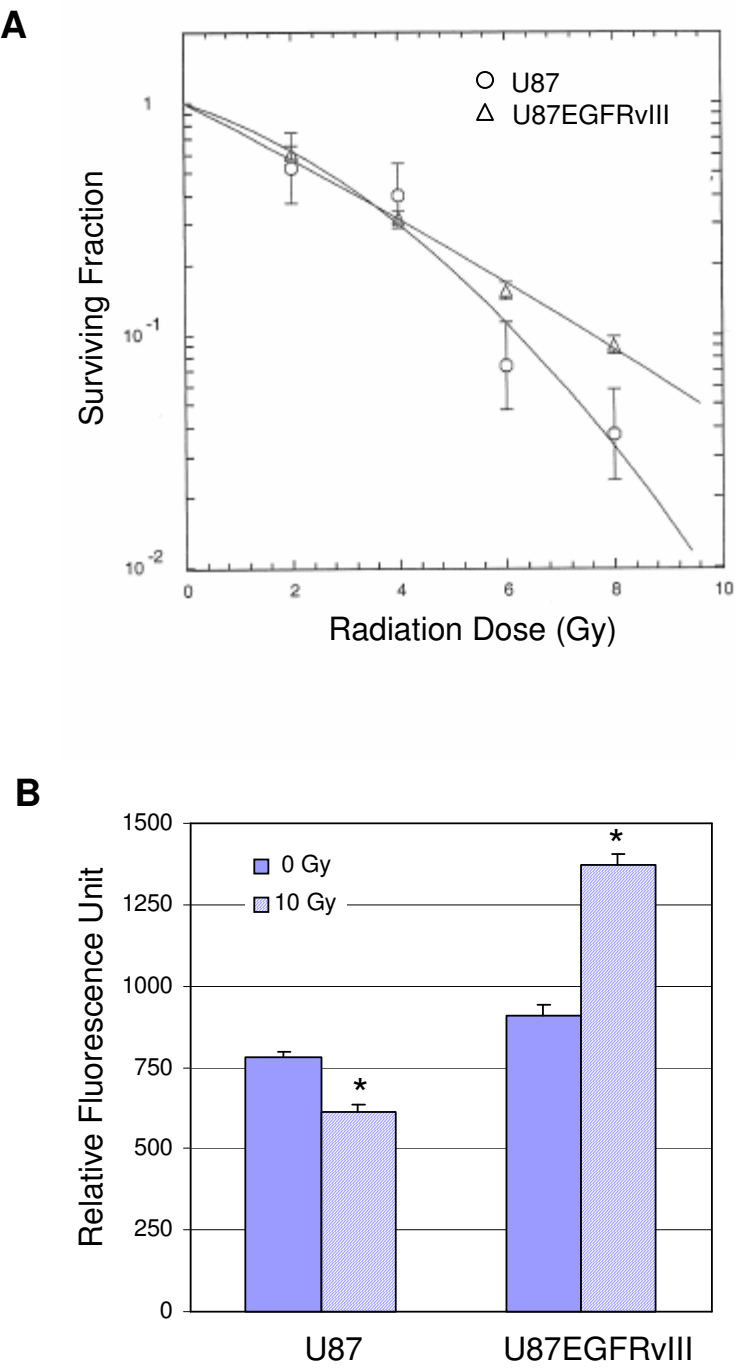 A
U87
U87EGFRvIII
1
10-1
10-2
Surviving Fraction
0 2 4 6 8 10
Radiation Dose (Gy)
B
1500
1250
1000
750
500
250
0
Relative Fluorescence Unit
0 Gy
10 Gy
*
*
U87 U87EGFRvIII